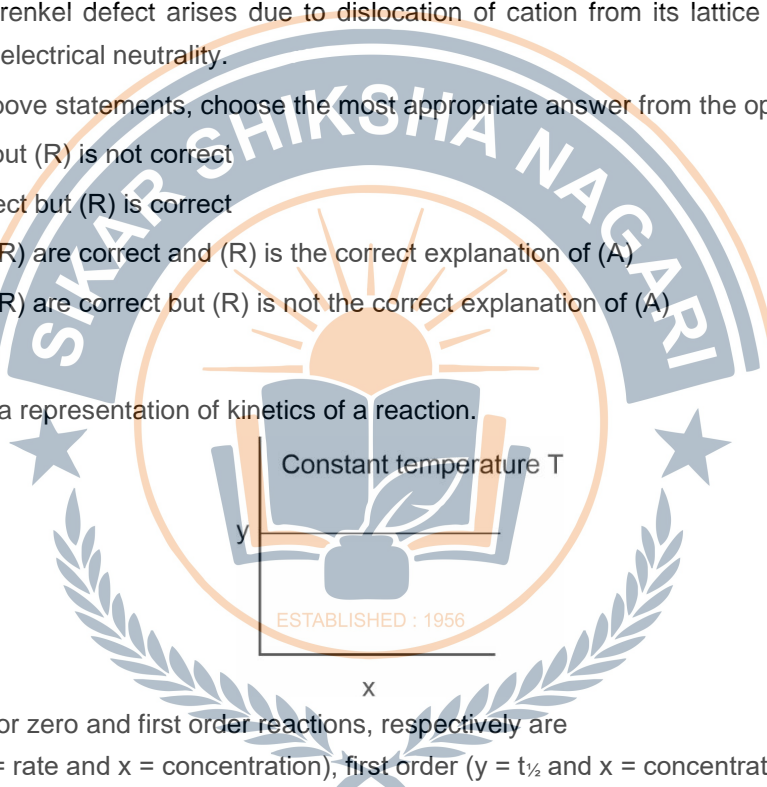 renkel defect arises due to dislocation of cation from its lattice
electrical neutrality.
bove statements, choose the most appropriate answer from the op
out (R) is not correct
ect but (R) is correct
R) are correct and (R) is the correct explanation of (A)
R) are correct but (R) is not the correct explanation of (A)
SIKAR SHIKSHA NAGARI
a representation of kinetics of a reaction.
Constant temperature T
y
ESTABLISHED : 1956
x
or zero and first order reactions, respectively are
= rate and x = concentration), first order (y = t½ and x = concentrat